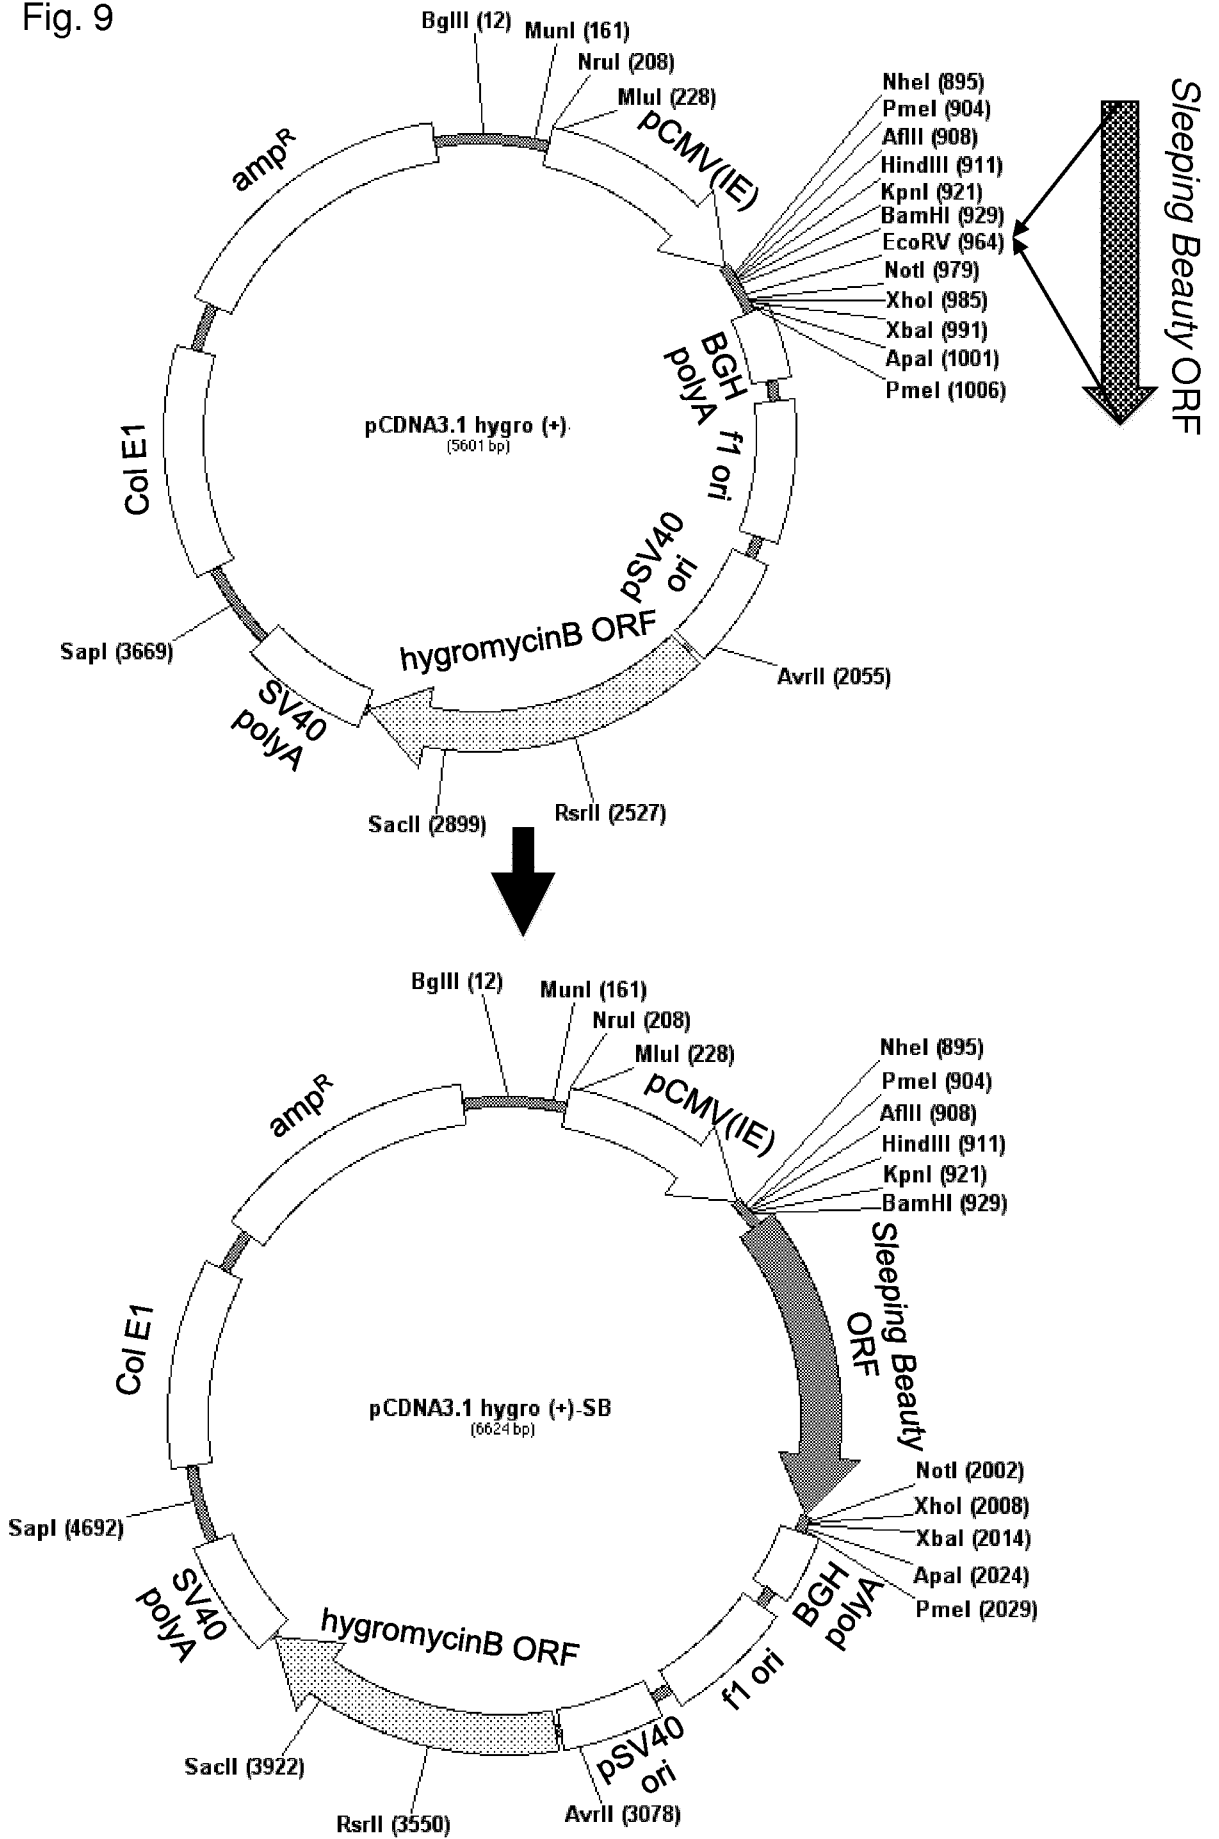 Fig. 9
BglII (12)
MunI (161)
NruI (208)
MluI (228)
pCMV(IE)
NheI (895)
PmeI (904)
AflII (908)
HindIII (911)
KpnI (921)
BamHI (929)
EcoRV (964)
NotI (979)
XhoI (985)
XbaI (991)
ApaI (1001)
PmeI (1006)
Sleeping Beauty ORF
ampR
BGH
polyA
pCDNA3.1 hygro (+)
(5601 bp)
Col E1
f1 ori
pSV40
ori
hygromycinB ORF
SapI (3669)
AvrII (2055)
SV40
polyA
SacII (2899)
RsrII (2527)
BglII (12)
MunI (161)
NruI (208)
MluI (228)
pCMV(IE)
NheI (895)
PmeI (904)
AflII (908)
HindIII (911)
KpnI (921)
BamHI (929)
ampR
Sleeping Beauty
ORF
Col E1
pCDNA3.1 hygro (+)-SB
(6624 bp)
NotI (2002)
XhoI (2008)
XbaI (2014)
ApaI (2024)
PmeI (2029)
SapI (4692)
BGH
polyA
SV40
polyA
hygromycinB ORF
f1 ori
pSV40
ori
SacII (3922)
RsrII (3550)
AvrII (3078)